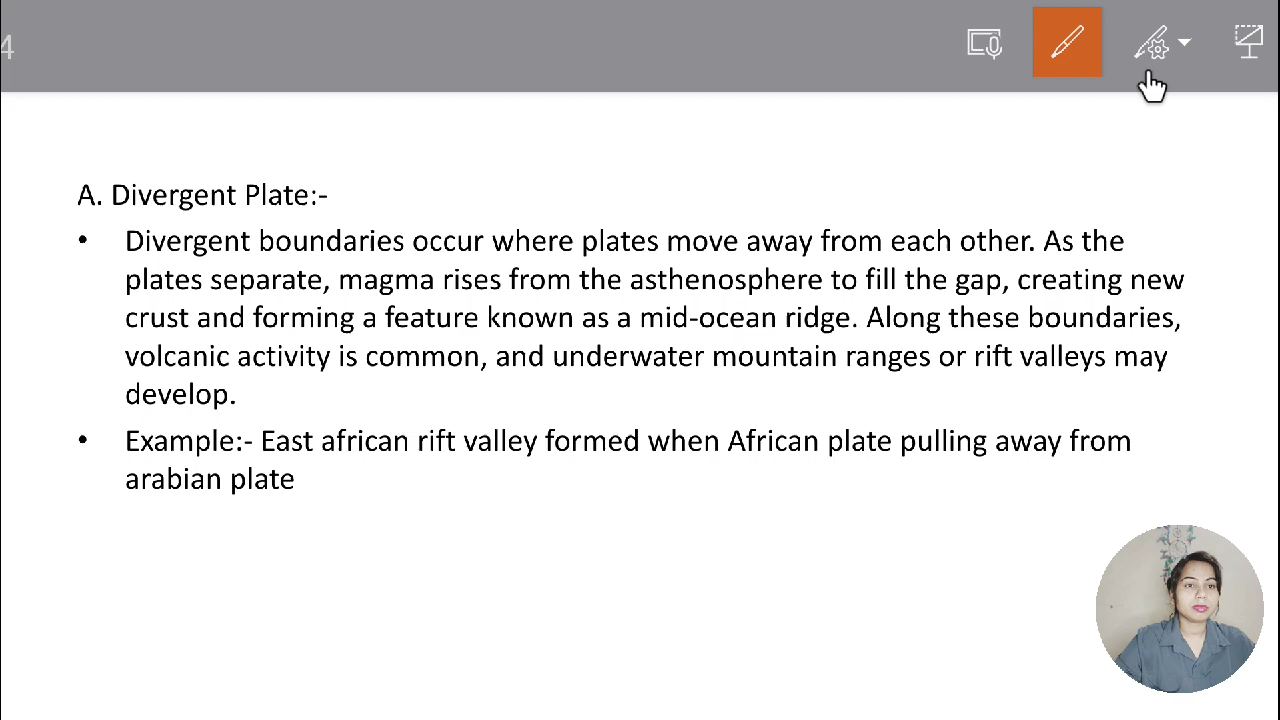 4
A. Divergent Plate:-
• Divergent boundaries occur where plates move away from each other. As the
plates separate, magma rises from the asthenosphere to fill the gap, creating new
crust and forming a feature known as a mid-ocean ridge. Along these boundaries,
volcanic activity is common, and underwater mountain ranges or rift valleys may
develop.
• Example:- East african rift valley formed when African plate pulling away from
arabian plate